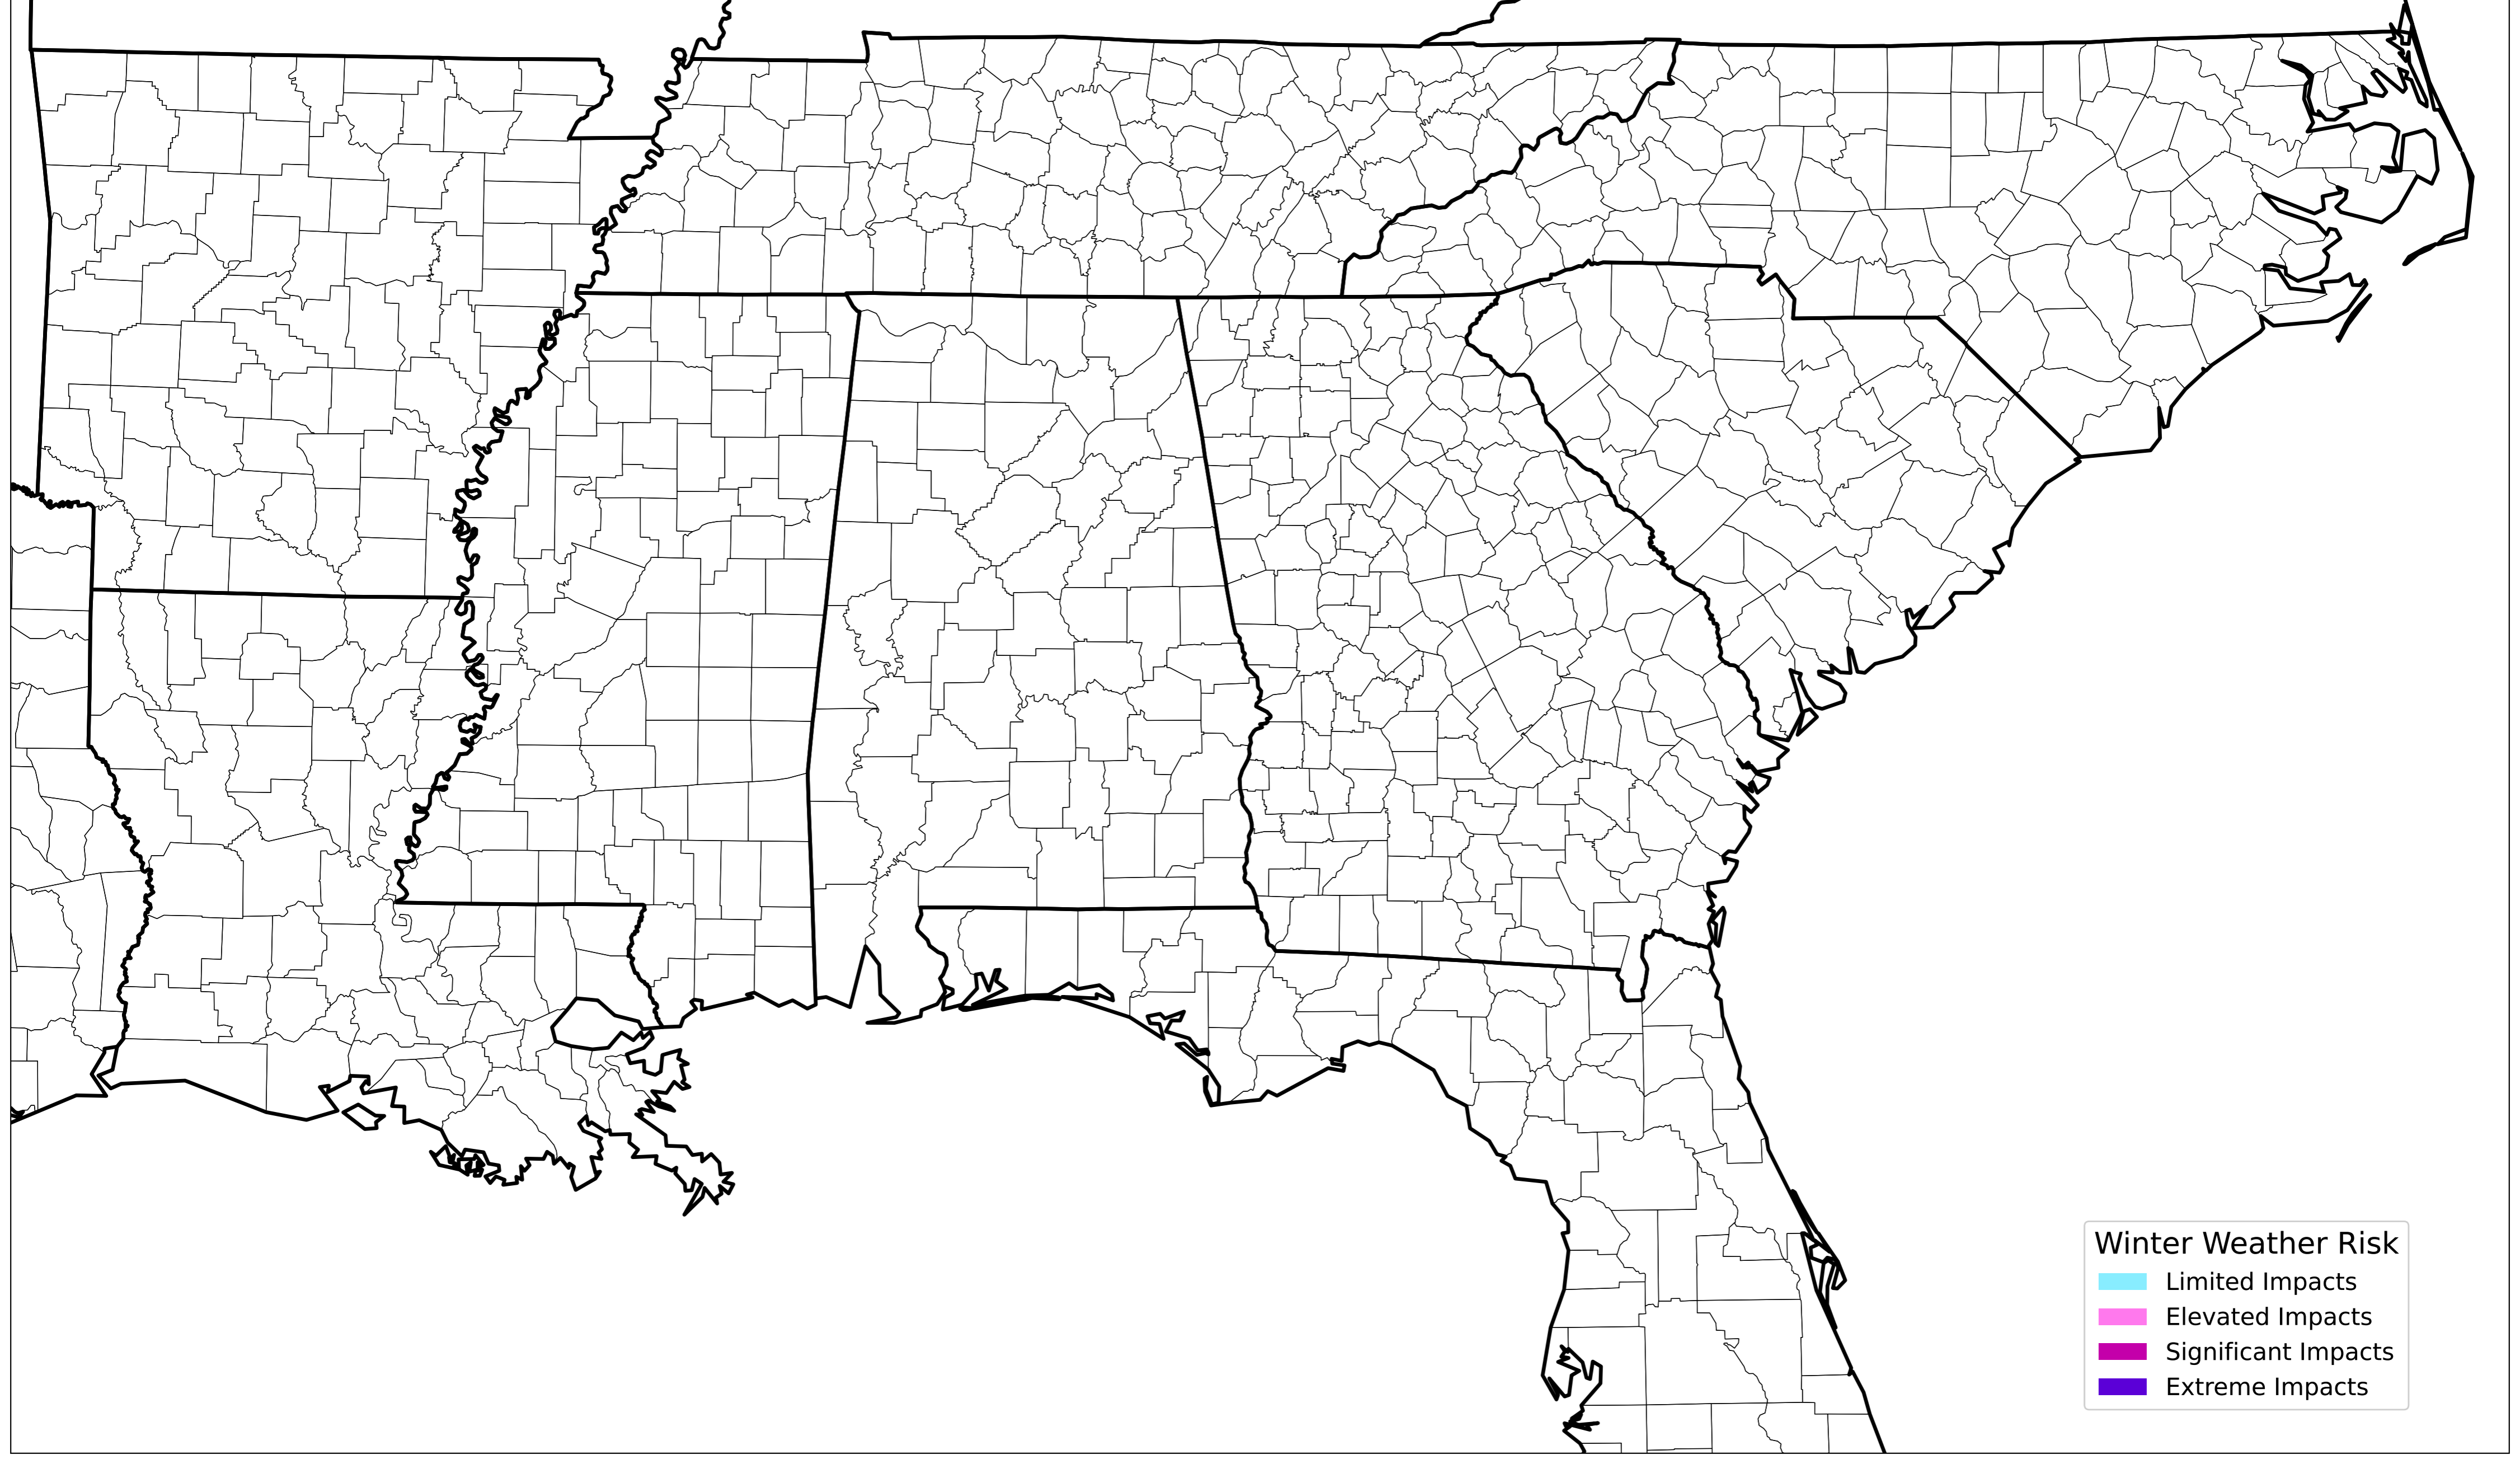 Winter Weather Risk
Limited Impacts
Elevated Impacts
Significant Impacts
Extreme Impacts